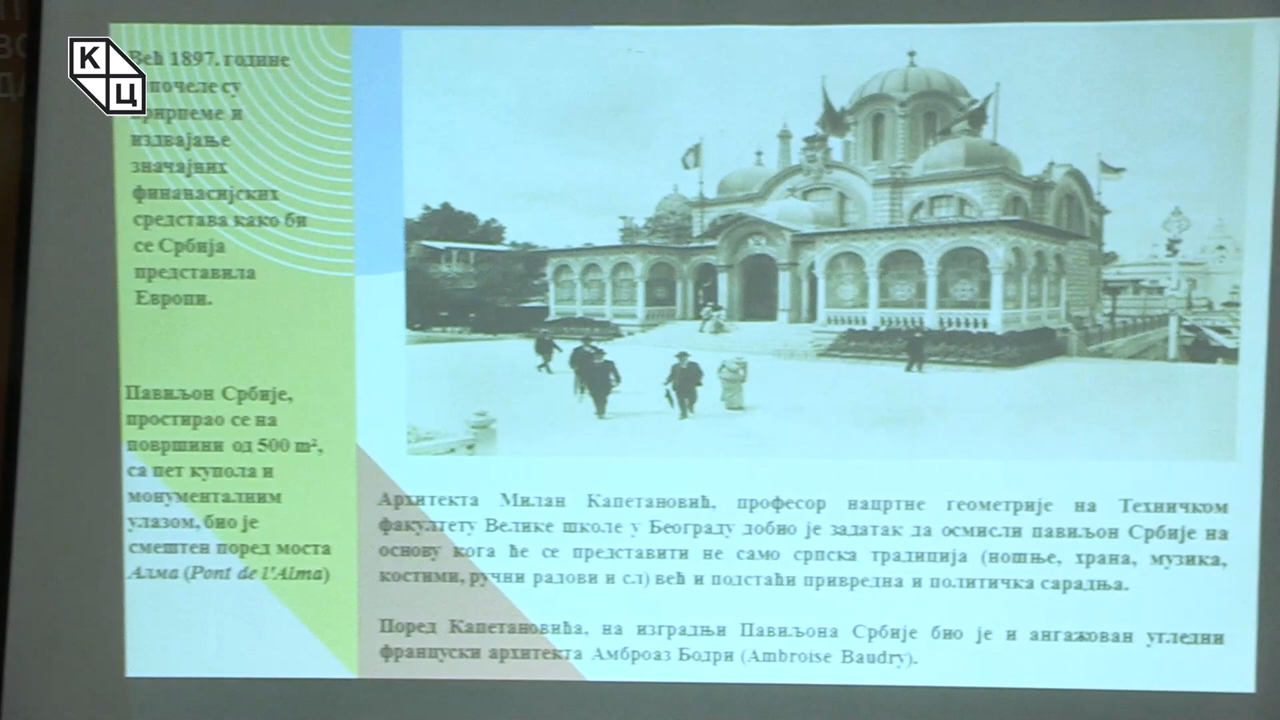 К
Ц
Већ 1897. године
почеле су
припреме и
издвајање
значајних
финанасијских
средстава како би
се Србија
представила
Европи.
Павиљон Србије,
простирао се на
површини од 500 m²,
са пет купола и
монументалним
улазом, био је
смештен поред моста
Алма (Pont de l'Alma)
Архитекта Милан Капетановић, професор нацртне геометрије на Техничком
факултету Велике школе у Београду добио је задатак да осмисли павиљон Србије на
основу кога ће се представити не само српска традиција (ношње, храна, музика,
костими, ручни радови и сл) већ и подстаћи привредна и политичка сарадња.
Поред Капетановића, на изградњи Павиљона Србије био је и ангажован угледни
француски архитекта Амброаз Бодри (Ambroise Baudry).